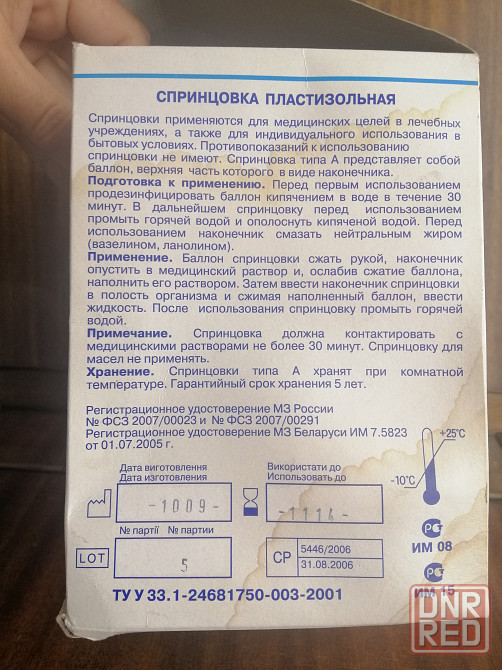 СПРИНЦОВКА ПЛАСТИЗОЛЬНАЯ
Спринцовки применяются для медицинских целей в лечебных
учреждениях, а также для индивидуального использования в
бытовых условиях. Противопоказаний к использованию
спринцовки не имеют. Спринцовка типа А представляет собой
баллон, верхняя часть которого в виде наконечника.
Подготовка к применению. Перед первым использованием
продезинфицировать баллон кипячением в воде в течение 30
минут. В дальнейшем спринцовку перед использованием
промыть горячей водой и ополоснуть кипяченой водой. Перед
использованием наконечник смазать нейтральным жиром
(вазелином, ланолином).
Применение. Баллон спринцовки сжать рукой, наконечник
опустить в медицинский раствор и, ослабив сжатие баллона,
наполнить его раствором. Затем ввести наконечник спринцовки
в полость организма и сжимая наполненный баллон, ввести
жидкость. После использования спринцовку промыть горячей
водой.
Примечание. Спринцовка должна контактировать с
медицинскими растворами не более 30 минут. Спринцовку для
масел не применять.
Хранение. Спринцовки типа А хранят при комнатной
температуре. Гарантийный срок хранения 5 лет.
Регистрационное удостоверение МЗ России
№ ФСЗ 2007/00023 и № ФСЗ 2007/00291
Регистрационное удостоверение МЗ Беларуси ИМ 7.5823
от 01.07.2005 г.
+25°С
-10°С
Дата виготовлення
Дата изготовления
-1009-
Використати до
Использовать до
-1114-
№ партії № партии
LOT
5
СР
5446/2006
31.08.2006
ИМ 08
ИМ 15
ТУ У 33.1-24681750-003-2001
DNR
RED